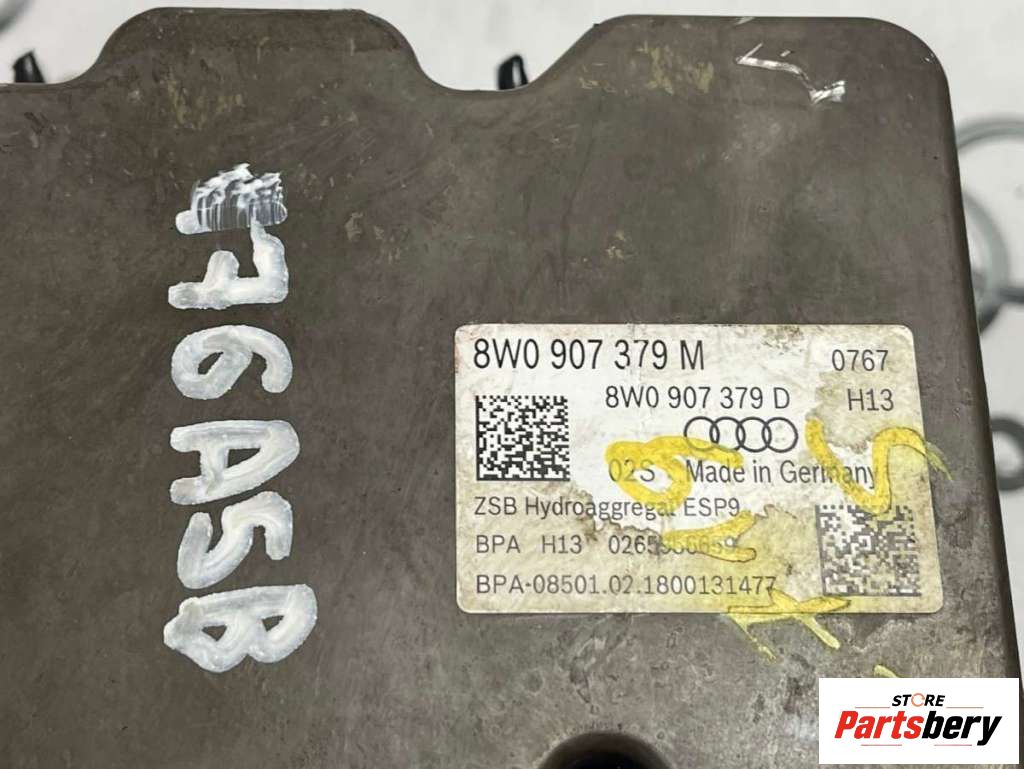 76ASB
8W0 907 379 M
0767
8W0 907 379 D
H13
02S Made in Germany
ZSB Hydroaggregat ESP9
BPA H13
BPA-08501.02.1800131477
STORE
Partsbery